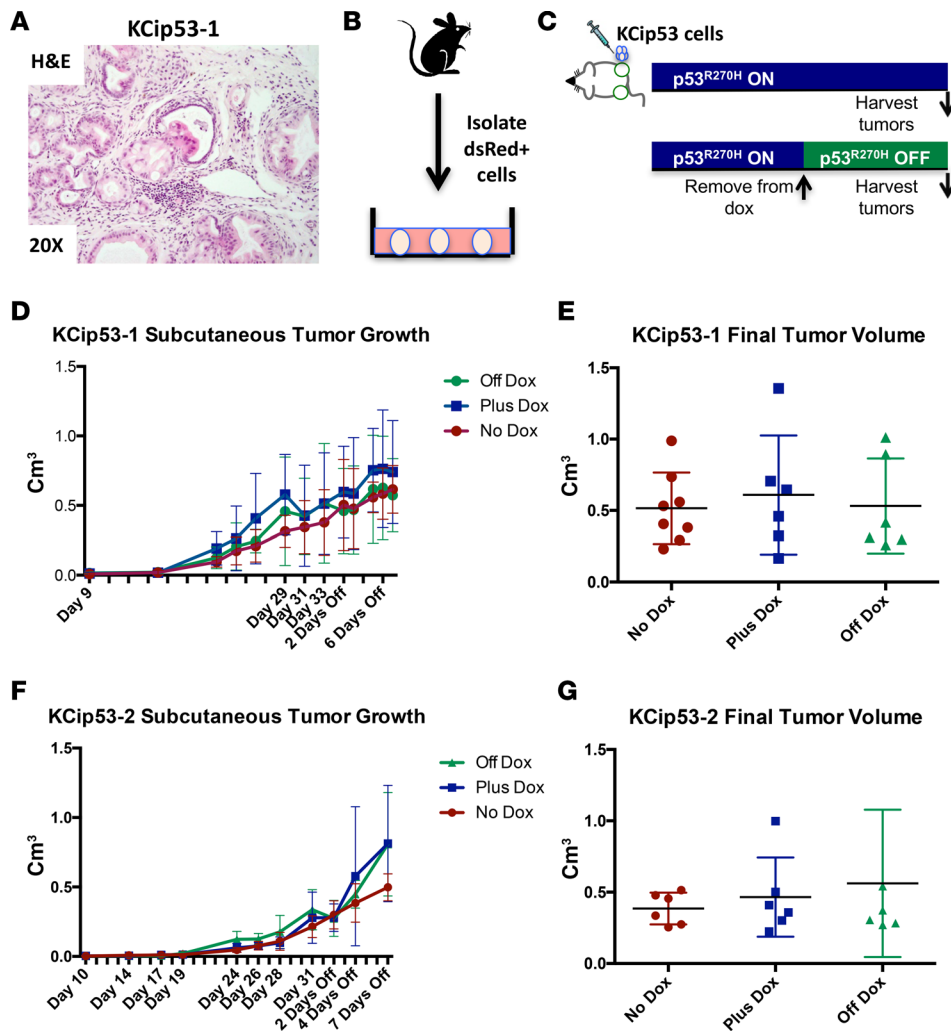 A
KCip53-1
H&E
20X
B
Isolate
dsRed+
cells
C
KCip53 cells
p53R270H ON
Harvest
tumors
p53R270H ON
p53R270H OFF
Remove from
dox
Harvest
tumors
D
KCip53-1 Subcutaneous Tumor Growth
Cm³
1.5
1.0
0.5
0.0
Day 9
Day 29
Day 31
Day 33
2 Days Off
6 Days Off
Off Dox
Plus Dox
No Dox
E
KCip53-1 Final Tumor Volume
Cm³
1.5
1.0
0.5
0.0
No Dox
Plus Dox
Off Dox
F
KCip53-2 Subcutaneous Tumor Growth
Cm³
1.5
1.0
0.5
0.0
Day 10
Day 14
Day 17
Day 19
Day 24
Day 26
Day 28
Day 31
2 Days Off
4 Days Off
7 Days Off
Off Dox
Plus Dox
No Dox
G
KCip53-2 Final Tumor Volume
Cm³
1.5
1.0
0.5
0.0
No Dox
Plus Dox
Off Dox